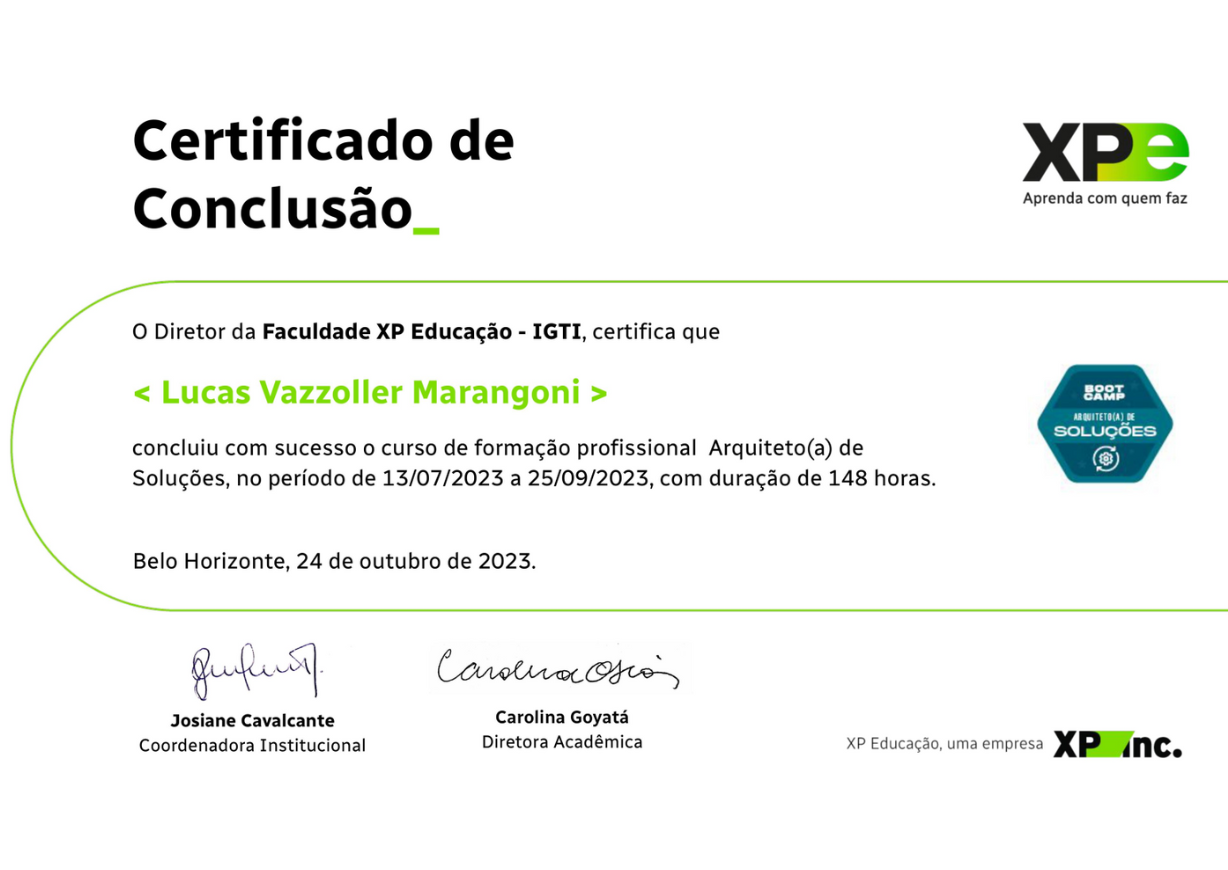 Certificado de
Conclusão_
XPe
Aprenda com quem faz
O Diretor da Faculdade XP Educação - IGTI, certifica que
< Lucas Vazzoller Marangoni >
concluiu com sucesso o curso de formação profissional Arquiteto(a) de
Soluções, no período de 13/07/2023 a 25/09/2023, com duração de 148 horas.
BOOT
CAMP
ARQUITETO(A) DE
SOLUÇÕES
Belo Horizonte, 24 de outubro de 2023.
Josiane Cavalcante
Coordenadora Institucional
Carolina Goyatá
Diretora Acadêmica
XP Educação, uma empresa XP inc.